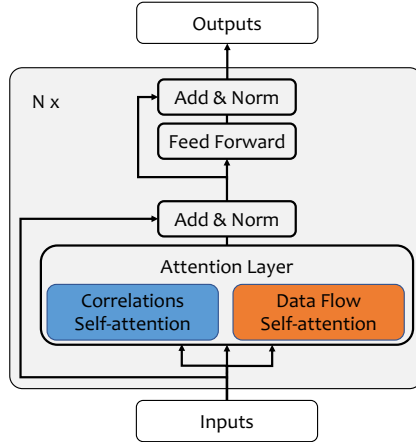 Outputs
N x
Add & Norm
Feed Forward
Add & Norm
Attention Layer
Correlations
Self-attention
Data Flow
Self-attention
Inputs